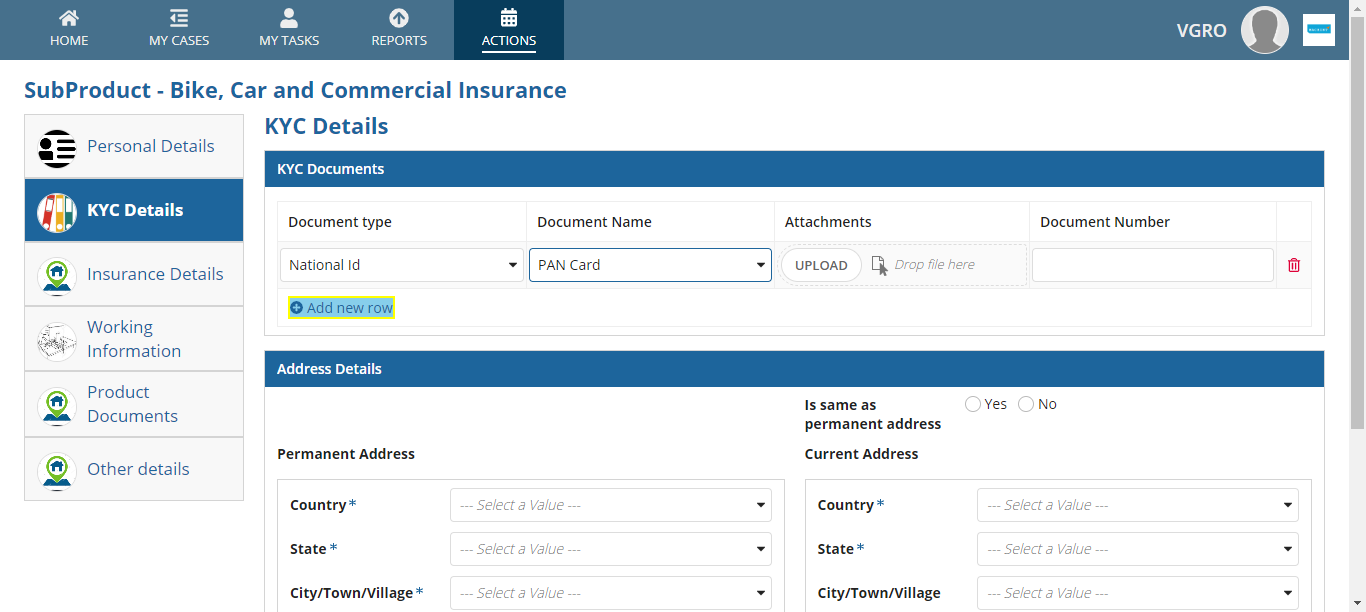 HOME
MY CASES
MY TASKS
REPORTS
ACTIONS
VGRO
SubProduct - Bike, Car and Commercial Insurance
Personal Details
KYC Details
Insurance Details
Working
Information
Product
Documents
Other details
KYC Details
KYC Documents
Document type
Document Name
Attachments
Document Number
National Id
PAN Card
UPLOAD
Drop file here
Add new row
Address Details
Is same as
permanent address
Yes
No
Permanent Address
Current Address
Country*
--- Select a Value ---
State*
--- Select a Value ---
City/Town/Village*
--- Select a Value ---
Country*
--- Select a Value ---
State*
--- Select a Value ---
City/Town/Village
--- Select a Value ---